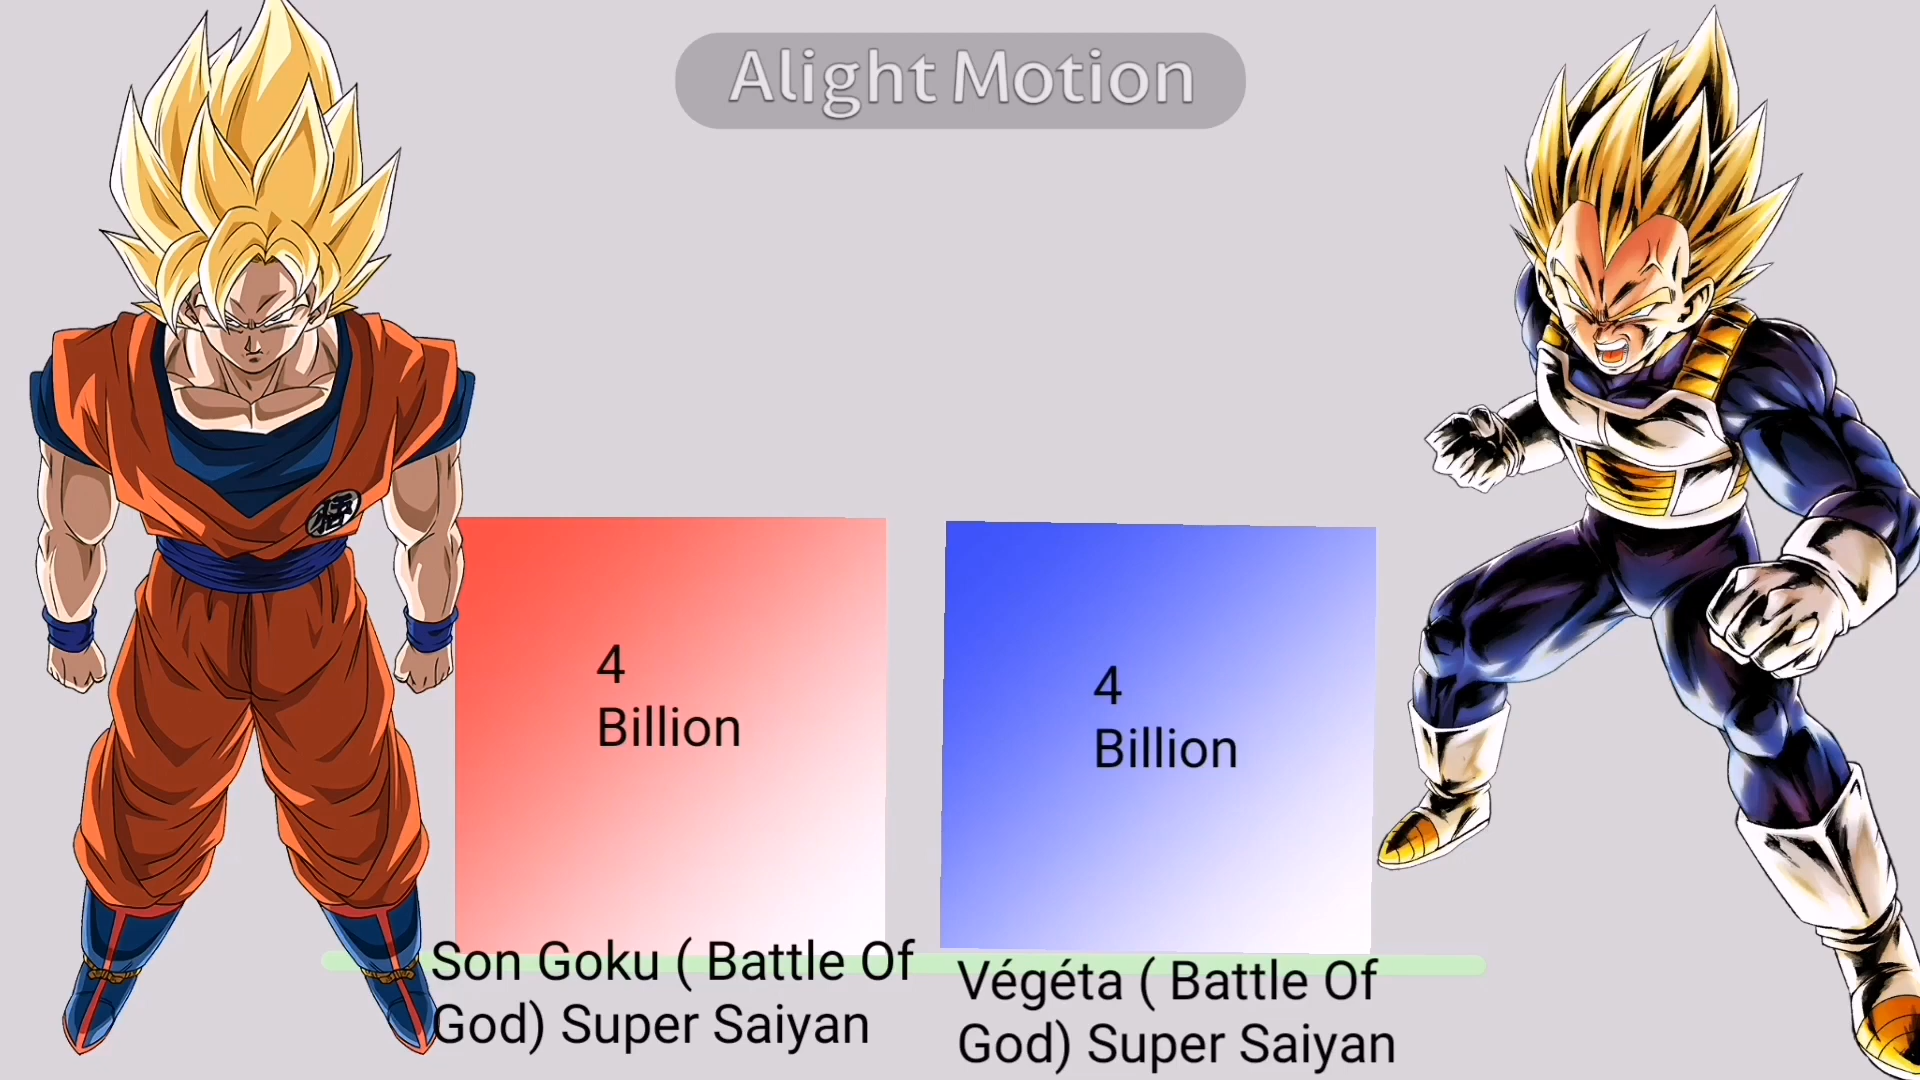 Alight Motion
悟
4
Billion
4
Billion
Son Goku ( Battle Of
God) Super Saiyan
Végéta ( Battle Of
God) Super Saiyan